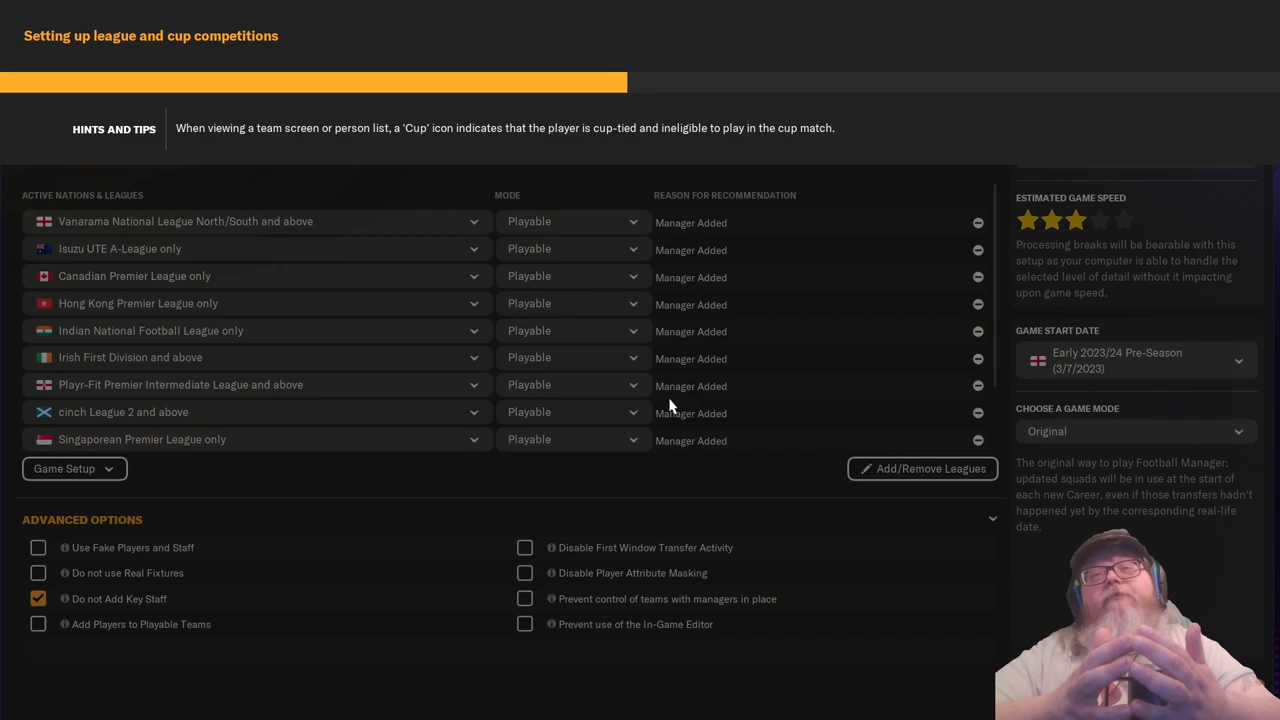 Setting up league and cup competitions
HINTS AND TIPS
When viewing a team screen or person list, a 'Cup' icon indicates that the player is cup-tied and ineligible to play in the cup match.
ACTIVE NATIONS & LEAGUES MODE REASON FOR RECOMMENDATION
Vanarama National League North/South and above Playable Manager Added
Isuzu UTE A-League only Playable Manager Added
Canadian Premier League only Playable Manager Added
Hong Kong Premier League only Playable Manager Added
Indian National Football League only Playable Manager Added
Irish First Division and above Playable Manager Added
Playr-Fit Premier Intermediate League and above Playable Manager Added
cinch League 2 and above Playable Manager Added
Singaporean Premier League only Playable Manager Added
Game Setup
Add/Remove Leagues
ADVANCED OPTIONS
Use Fake Players and Staff
Do not use Real Fixtures
Do not Add Key Staff
Add Players to Playable Teams
Disable First Window Transfer Activity
Disable Player Attribute Masking
Prevent control of teams with managers in place
Prevent use of the In-Game Editor
ESTIMATED GAME SPEED
Processing breaks will be bearable with this
setup as your computer is able to handle the
selected level of detail without it impacting
upon game speed.
GAME START DATE
Early 2023/24 Pre-Season
(3/7/2023)
CHOOSE A GAME MODE
Original
The original way to play Football Manager;
updated squads will be in use at the start of
each new Career, even if those transfers hadn't
happened yet by the corresponding real-life
date.